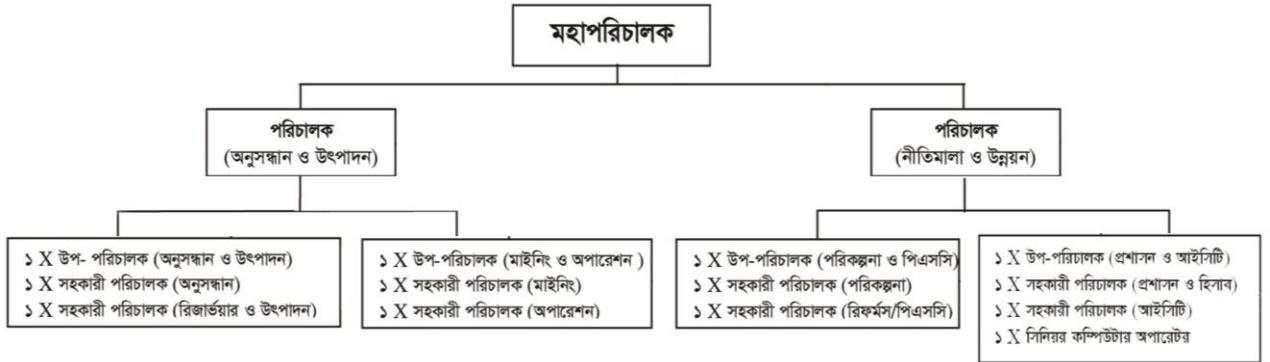 মহাপরিচালক
পরিচালক
(অনুসন্ধান ও উৎপাদন)
পরিচালক
(নীতিমালা ও উন্নয়ন)
১ X উপ- পরিচালক (অনুসন্ধান ও উৎপাদন)
১ X সহকারী পরিচালক (অনুসন্ধান)
১ X সহকারী পরিচালক (রিজার্ভয়ার ও উৎপাদন)
১ X উপ-পরিচালক (মাইনিং ও অপারেশন )
১ X সহকারী পরিচালক (মাইনিং)
১ X সহকারী পরিচালক (অপারেশন)
১ X উপ-পরিচালক (পরিকল্পনা ও পিএসসি)
১ X সহকারী পরিচালক (পরিকল্পনা)
১ X সহকারী পরিচালক (রিফর্মস/পিএসসি)
১ X উপ-পরিচালক (প্রশাসন ও আইসিটি)
১ X সহকারী পরিচালক (প্রশাসন ও হিসাব)
১ X সহকারী পরিচালক (আইসিটি)
১ X সিনিয়র কম্পিউটার অপারেটর